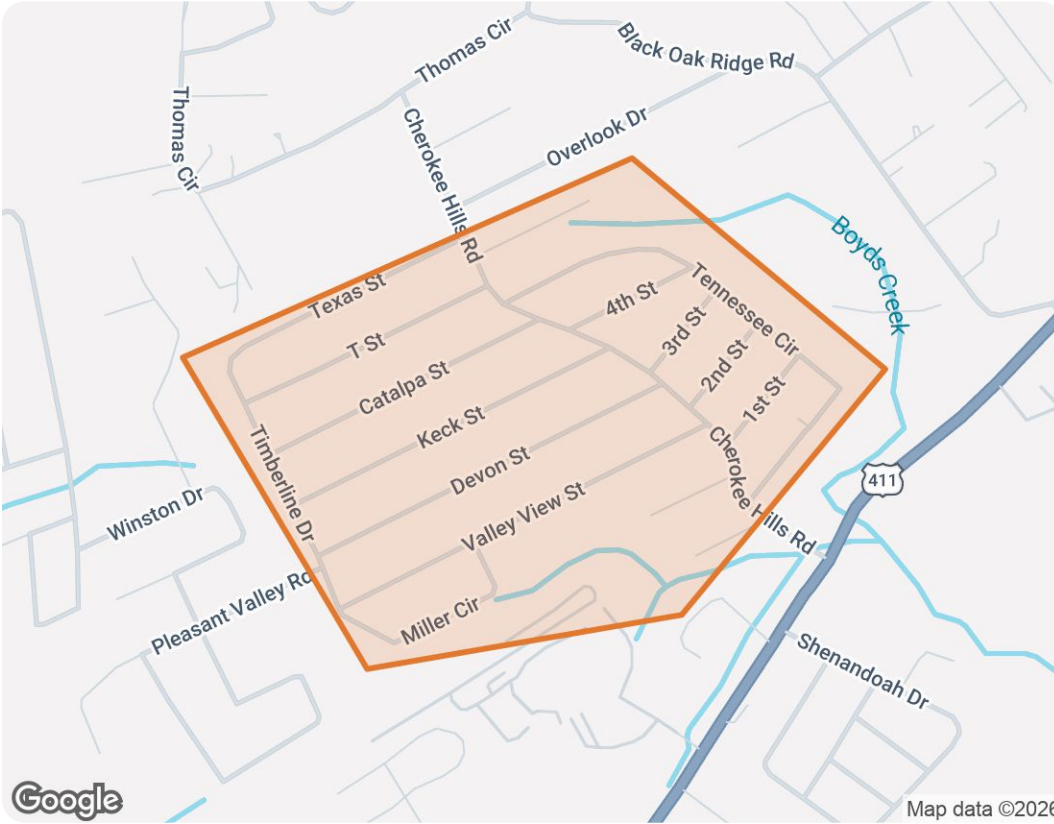 Thomas Cir
Black Oak Ridge Rd
Thomas Cir
Cherokee Hills Rd
Overlook Dr
Boyds Creek
Texas St
4th St
Tennessee Cir
T St
3rd St
2nd St
Catalpa St
1st St
Keck St
Timberline Dr
Devon St
Cherokee Hills Rd
411
Winston Dr
Valley View St
Pleasant Valley Rd
Miller Cir
Shenandoah Dr
Google
Map data ©2026